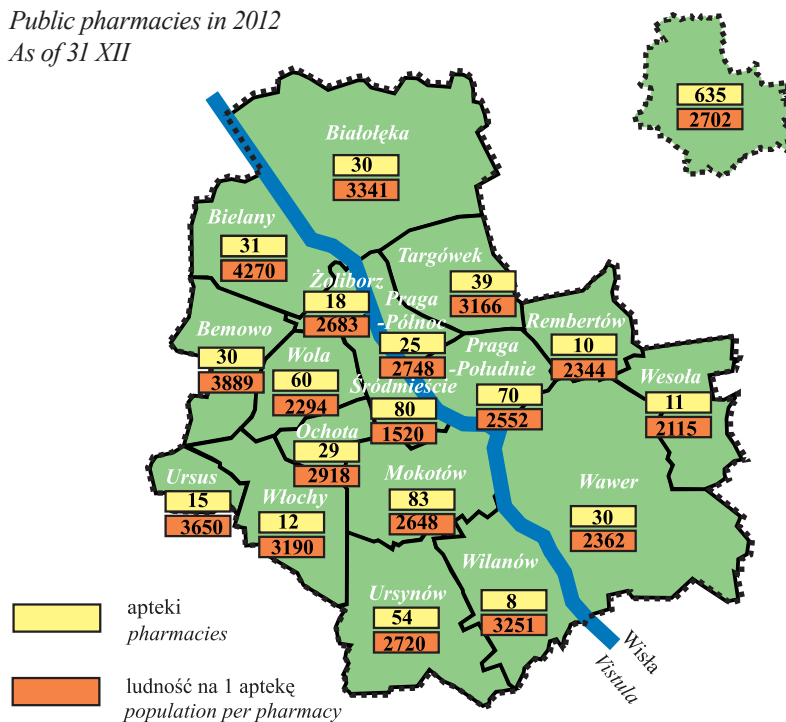 Public pharmacies in 2012
As of 31 XII
635
2702
Białołęka
30
3341
Bielany
31
4270
Targówek
39
3166
Żoliborz
18
2683
Praga
-Północ
25
2748
Rembertów
10
2344
Bemowo
30
3889
Wola
60
2294
Praga
-Południe
70
2552
Wesoła
11
2115
Śródmieście
80
1520
Ochota
29
2918
Ursus
15
3650
Włochy
12
3190
Mokotów
83
2648
Wawer
30
2362
Wilanów
8
3251
Ursynów
54
2720
Wisła
Vistula
apteki
pharmacies
ludność na 1 aptekę
population per pharmacy